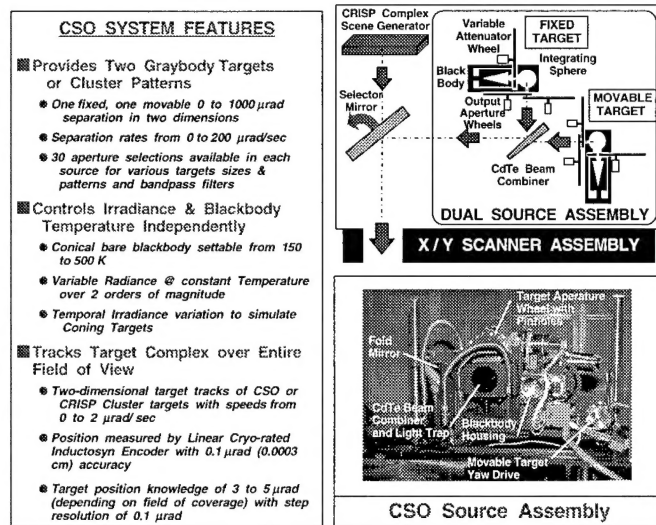 CSO SYSTEM FEATURES
Provides Two Graybody Targets
or Cluster Patterns
One fixed, one movable 0 to 1000 μrad
separation in two dimensions
Separation rates from 0 to 200 μrad/sec
30 aperture selections available in each
source for various targets sizes &
patterns and bandpass filters
Controls Irradiance & Blackbody
Temperature Independently
Conical bare blackbody settable from 150
to 500 K
Variable Radiance @ constant Temperature
over 2 orders of magnitude
Temporal Irradiance variation to simulate
Coning Targets
Tracks Target Complex over Entire
Field of View
Two-dimensional target tracks of CSO or
CRISP Cluster targets with speeds from
0 to 2 μrad/sec
Position measured by Linear Cryo-rated
Inductosyn Encoder with 0.1 μrad (0.0003
cm) accuracy
Target position knowledge of 3 to 5 μrad
(depending on field of coverage) with step
resolution of 0.1 μrad
CRISP Complex
Scene Generator
Variable
Attenuator
Wheel
FIXED
TARGET
Integrating
Sphere
Black
Body
Selector
Mirror
Output
Aperture
Wheels
MOVABLE
TARGET
CdTe Beam
Combiner
DUAL SOURCE ASSEMBLY
X/Y SCANNER ASSEMBLY
Target Aperature
Wheel with
Pinholes
Fold
Mirror
CdTe Beam
Combiner
and Light Trap
Blackbody
Housing
Movable Target
Yaw Drive
CSO Source Assembly